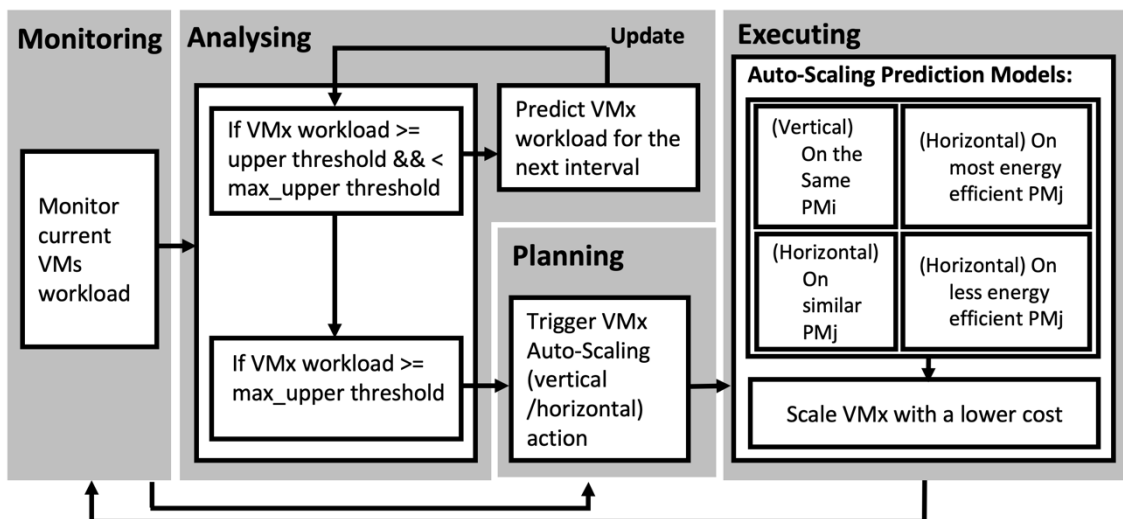 Monitoring
Monitor
current
VMs
workload
Analysing
Update
If VMx workload >=
upper threshold && <
max_upper threshold
Predict VMx
workload for the
next interval
If VMx workload >=
max_upper threshold
Planning
Trigger VMx
Auto-Scaling
(vertical
/horizontal)
action
Executing
Auto-Scaling Prediction Models:
(Vertical)
On the
Same
PMi
(Horizontal) On
most energy
efficient PMj
(Horizontal)
On
similar
PMj
(Horizontal) On
less energy
efficient PMj
Scale VMx with a lower cost